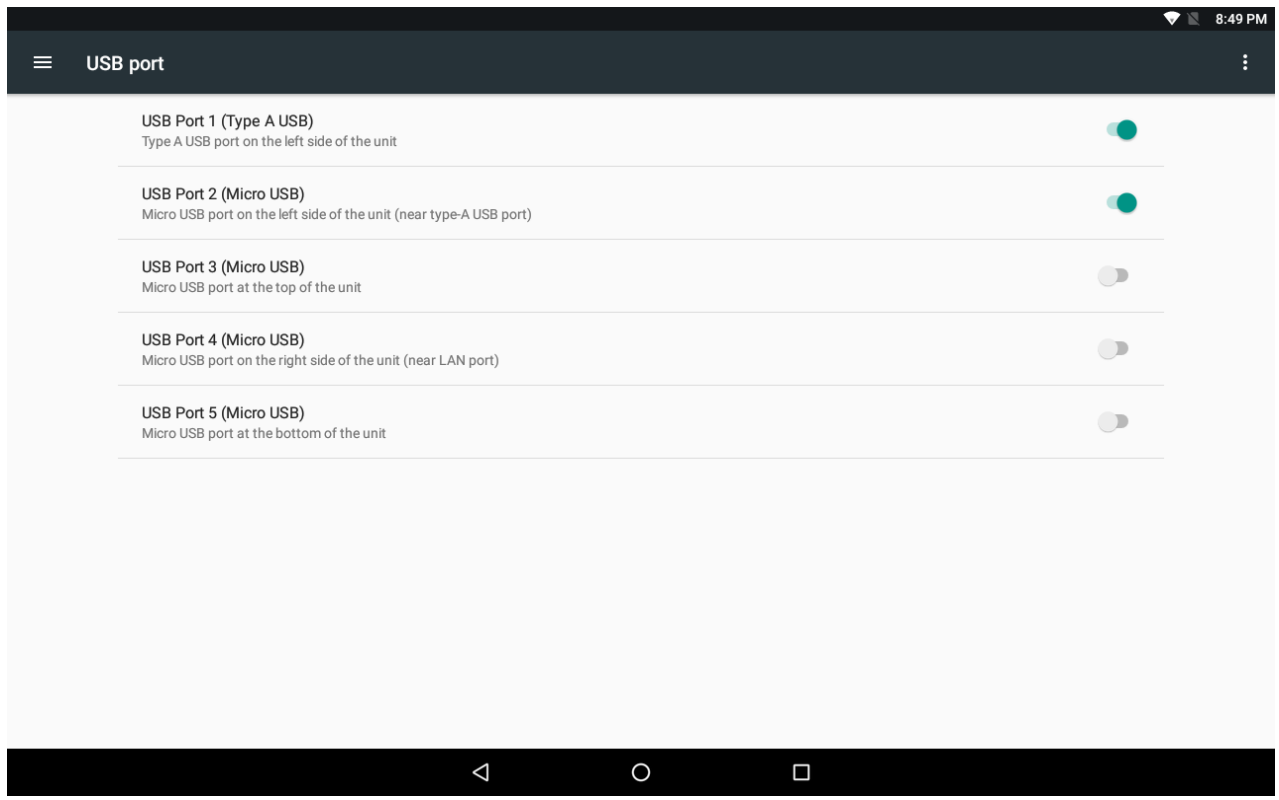 8:49 PM
USB port
USB Port 1 (Type A USB)
Type A USB port on the left side of the unit
USB Port 2 (Micro USB)
Micro USB port on the left side of the unit (near type-A USB port)
USB Port 3 (Micro USB)
Micro USB port at the top of the unit
USB Port 4 (Micro USB)
Micro USB port on the right side of the unit (near LAN port)
USB Port 5 (Micro USB)
Micro USB port at the bottom of the unit